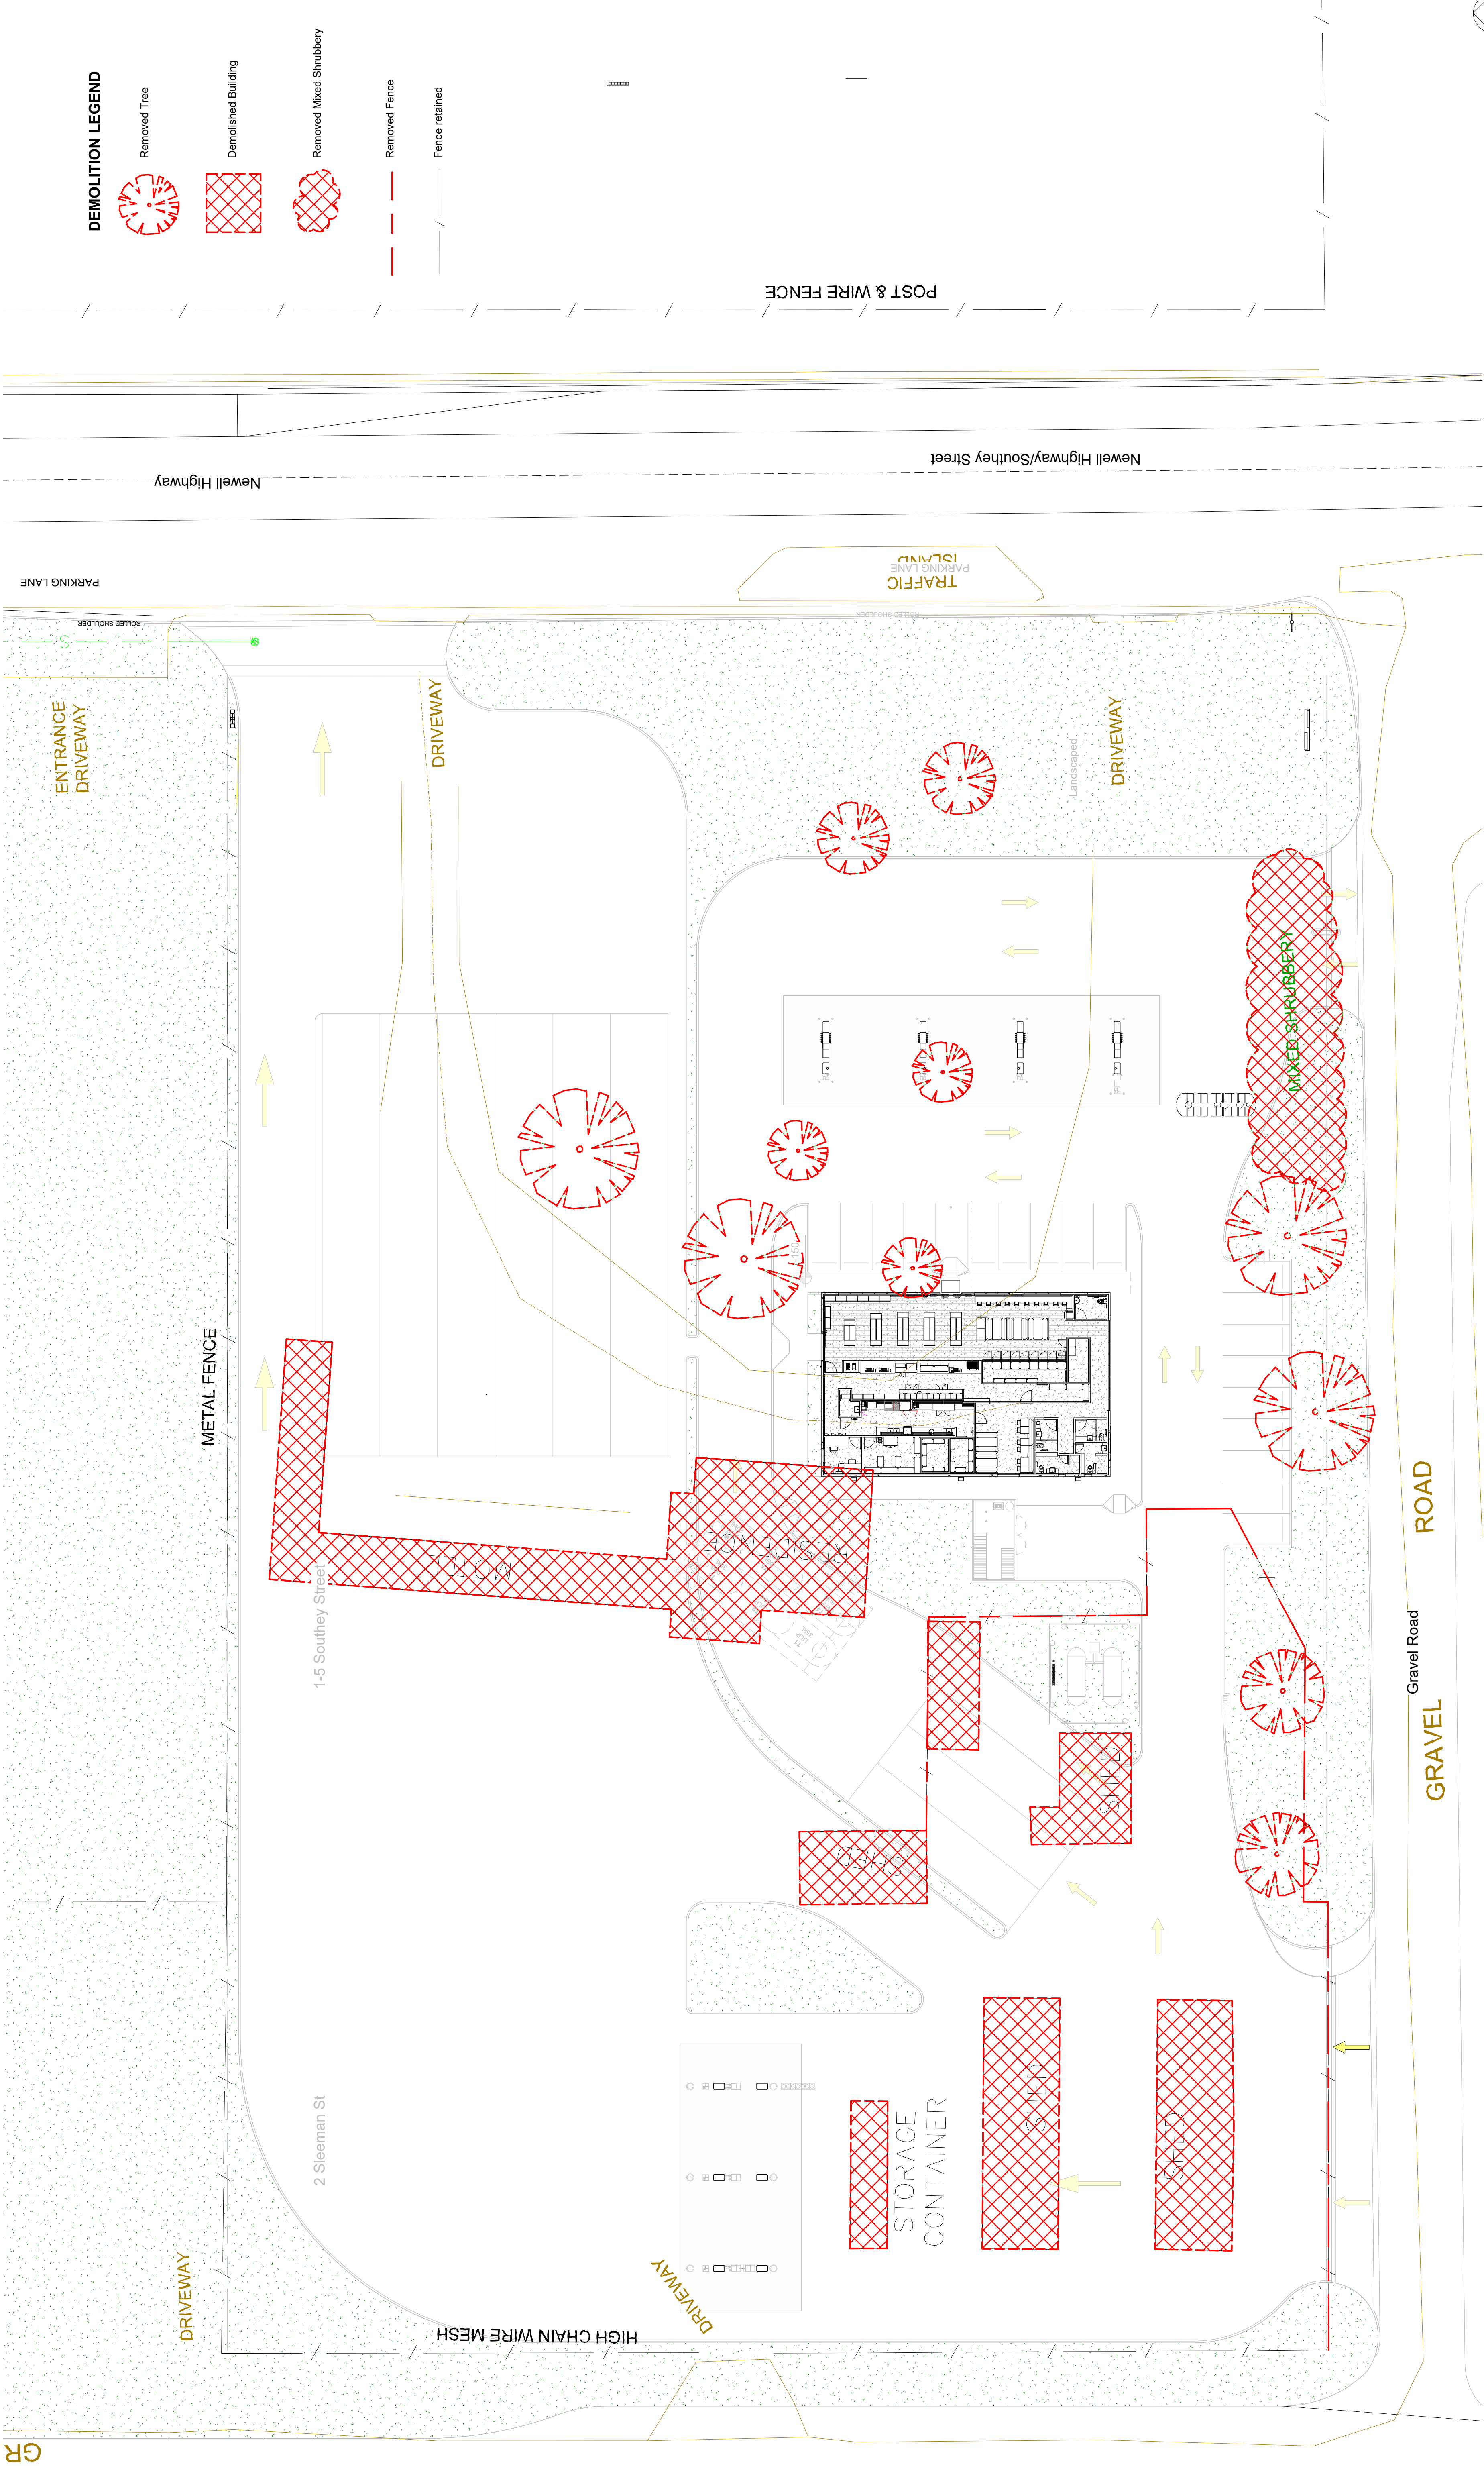 DEMOLITION LEGEND
Removed Tree
Demolished Building
Removed Mixed Shrubbery
Removed Fence
Fence retained
POST & WIRE FENCE
Newell Highway
Newell Highway/Southey Street
PARKING LANE
TRAFFIC
ISLAND
PARKING LANE
ROLLED SHOULDER
ROLLED SHOULDER
S
ENTRANCE
DRIVEWAY
DRIVEWAY
DRIVEWAY
Landscaped
MIXED SHRUBBERY
METAL FENCE
MOTEL
RESIDENCE
1-5 Southey Street
ROAD
Gravel Road
GRAVEL
SHED
SHED
2 Sleeman St
STORAGE
CONTAINER
SHED
SHED
DRIVEWAY
DRIVEWAY
HIGH CHAIN WIRE MESH
GR